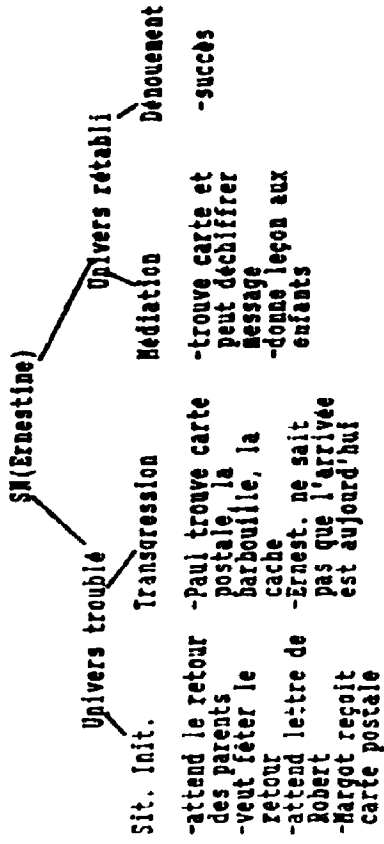 SN(Ernestine)
Univers troublé
Univers rétabli
Sit. Init.
-attend le retour
des parents
-veut fêter le
retour
-attend lettre de
Robert
-Margot reçoit
carte postale
Transgression
-Paul trouve carte
postale, la
barbouille, la
cache
-Ernest. ne sait
pas que l'arrivée
est aujourd'hui
Médiation
-trouve carte et
peut déchiffrer
message
-donne leçon aux
enfants
Dénouement
-succès